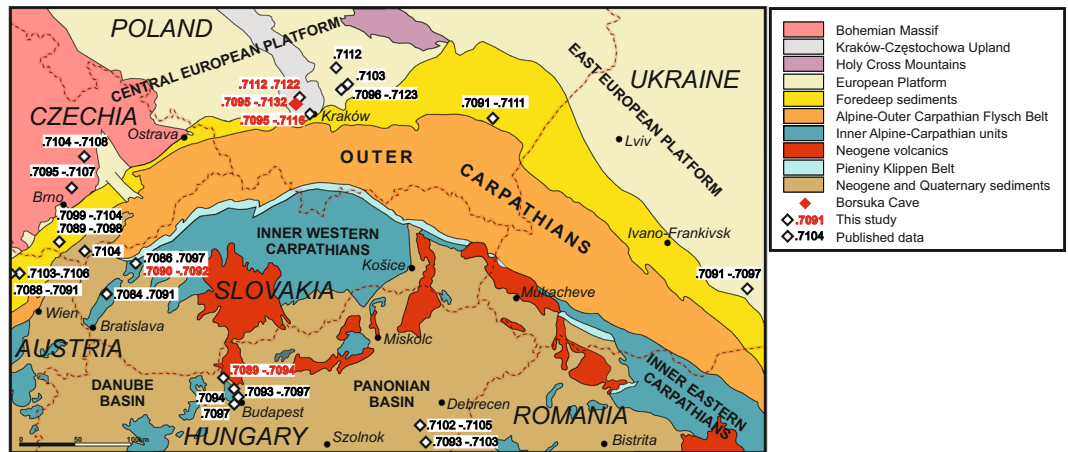 POLAND
CENTRAL EUROPEAN PLATFORM
EAST EUROPEAN PLATFORM
UKRAINE
CZECHIA
.7112
.7103
.7096 -.7123
.7112 .7122
.7095 -.7132
.7095 -.7116
Kraków
.7091 -.7111
Ostrava
Lviv
OUTER
CARPATHIANS
.7104 -.7108
.7095 -.7107
Brno
.7099 -.7104
.7089 -.7098
.7104
INNER WESTERN
CARPATHIANS
Ivano-Frankivsk
.7086 .7097
.7090 -.7092
Košice
.7091 -.7097
.7103-.7106
.7088 -.7091
.7084 .7091
SLOVAKIA
Mukacheve
Wien
Bratislava
Miskolc
AUSTRIA
INNER EASTERN
CARPATHIANS
.7089 -.7094
DANUBE
BASIN
.7094
.7093 -.7097
.7097
Budapest
PANONIAN
BASIN
Debrecen
ROMANIA
.7102 -.7105
.7093 -.7103
HUNGARY
Szolnok
Bistrita
0 50 100km
Bohemian Massif
Kraków-Częstochowa Upland
Holy Cross Mountains
European Platform
Foredeep sediments
Alpine-Outer Carpathian Flysch Belt
Inner Alpine-Carpathian units
Neogene volcanics
Pieniny Klippen Belt
Neogene and Quaternary sediments
Borsuka Cave
.7091 This study
.7104 Published data